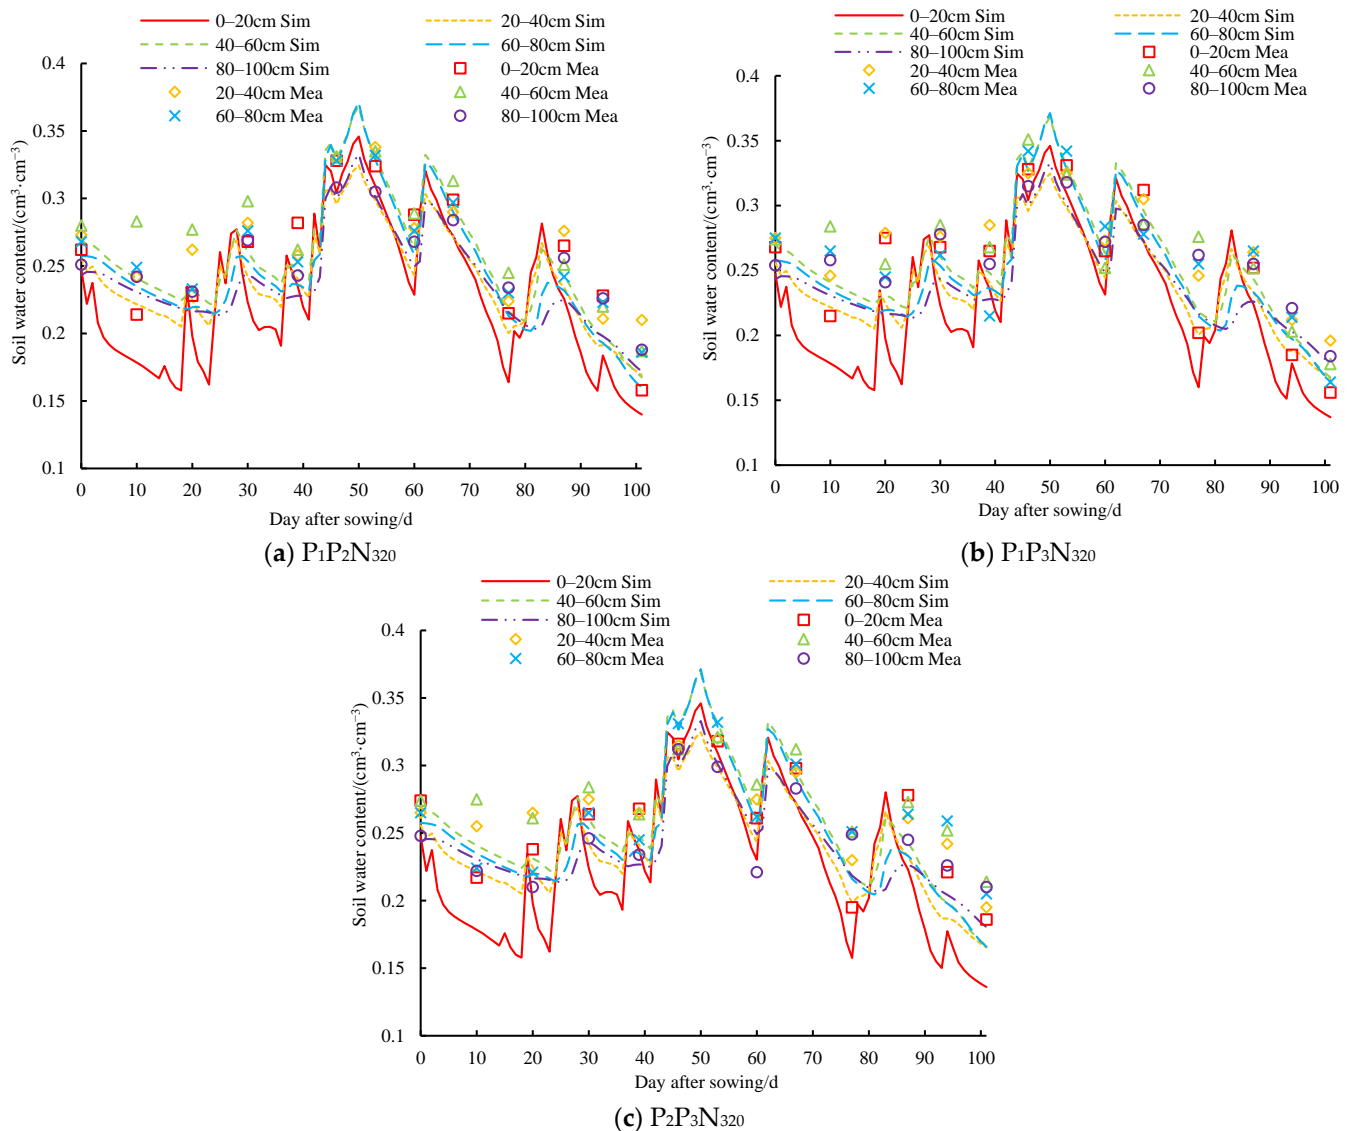 0–20cm Sim
20–40cm Sim
40–60cm Sim
60–80cm Sim
80–100cm Sim
0–20cm Mea
20–40cm Mea
40–60cm Mea
60–80cm Mea
80–100cm Mea
Soil water content/(cm³·cm⁻³)
0.4
0.35
0.3
0.25
0.2
0.15
0.1
0 10 20 30 40 50 60 70 80 90 100
Day after sowing/d
(a) P₁P₂N₃₂₀
0–20cm Sim
20–40cm Sim
40–60cm Sim
60–80cm Sim
80–100cm Sim
0–20cm Mea
20–40cm Mea
40–60cm Mea
60–80cm Mea
80–100cm Mea
Soil water content/(cm³·cm⁻³)
0.4
0.35
0.3
0.25
0.2
0.15
0.1
0 10 20 30 40 50 60 70 80 90 100
Day after sowing/d
(b) P₁P₃N₃₂₀
0–20cm Sim
20–40cm Sim
40–60cm Sim
60–80cm Sim
80–100cm Sim
0–20cm Mea
20–40cm Mea
40–60cm Mea
60–80cm Mea
80–100cm Mea
Soil water content/(cm³·cm⁻³)
0.4
0.35
0.3
0.25
0.2
0.15
0.1
0 10 20 30 40 50 60 70 80 90 100
Day after sowing/d
(c) P₂P₃N₃₂₀